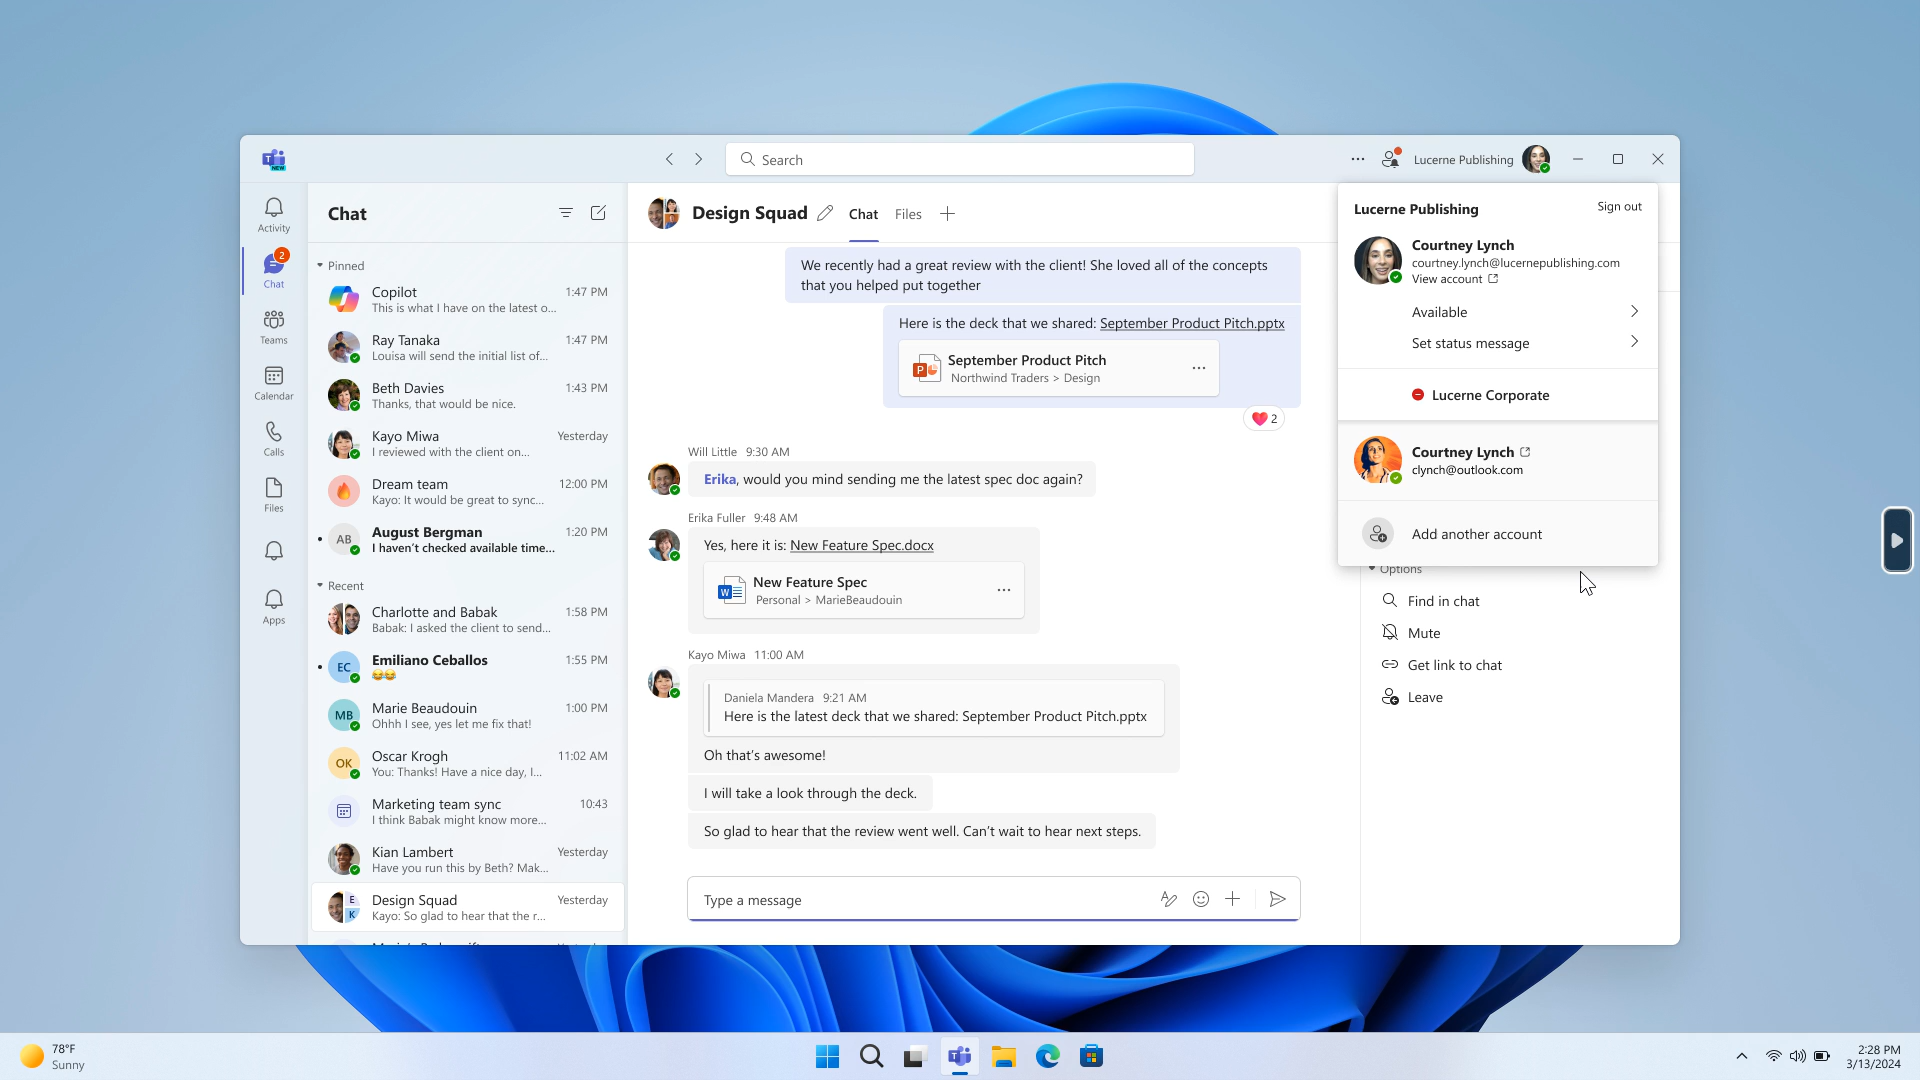 NEW
Search
Lucerne Publishing
Activity
2
Chat
Teams
Calendar
Calls
Files
Apps
Chat
Pinned
Copilot
1:47 PM
This is what I have on the latest o...
Ray Tanaka
1:47 PM
Louisa will send the initial list of...
Beth Davies
1:43 PM
Thanks, that would be nice.
Kayo Miwa
Yesterday
I reviewed with the client on...
Dream team
12:00 PM
Kayo: It would be great to sync...
AB
August Bergman
1:20 PM
I haven't checked available time...
Recent
Charlotte and Babak
1:58 PM
Babak: I asked the client to send...
EC
Emiliano Ceballos
1:55 PM
😂😂
MB
Marie Beaudouin
1:00 PM
Ohhh I see, yes let me fix that!
OK
Oscar Krogh
11:02 AM
You: Thanks! Have a nice day, I...
Marketing team sync
10:43
I think Babak might know more...
Kian Lambert
Yesterday
Have you run this by Beth? Mak...
E
K
Design Squad
Yesterday
Kayo: So glad to hear that the r...
Design Squad
Chat
Files
We recently had a great review with the client! She loved all of the concepts
that you helped put together
Here is the deck that we shared: September Product Pitch.pptx
P
September Product Pitch
Northwind Traders > Design
2
Will Little 9:30 AM
Erika, would you mind sending me the latest spec doc again?
Erika Fuller 9:48 AM
Yes, here it is: New Feature Spec.docx
W
New Feature Spec
Personal > MarieBeaudouin
Kayo Miwa 11:00 AM
Daniela Mandera 9:21 AM
Here is the latest deck that we shared: September Product Pitch.pptx
Oh that's awesome!
I will take a look through the deck.
So glad to hear that the review went well. Can't wait to hear next steps.
Type a message
Lucerne Publishing
Sign out
Courtney Lynch
courtney.lynch@lucernepublishing.com
View account
Available
Set status message
Lucerne Corporate
Courtney Lynch
clynch@outlook.com
Add another account
Options
Find in chat
Mute
Get link to chat
Leave
78°F
Sunny
2:28 PM
3/13/2024